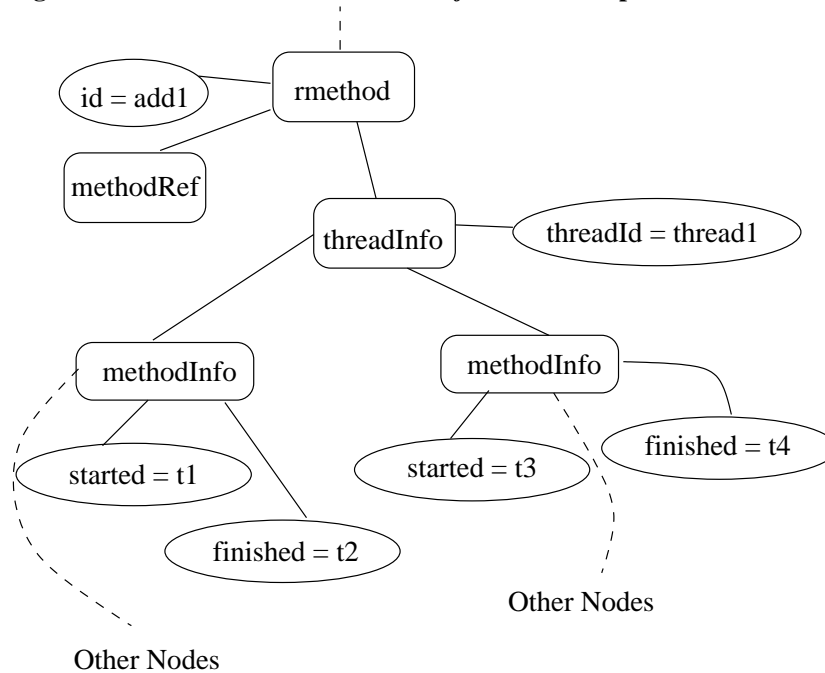 id = add1
rmethod
methodRef
threadInfo
threadId = thread1
methodInfo
methodInfo
started = t1
started = t3
finished = t4
finished = t2
Other Nodes
Other Nodes